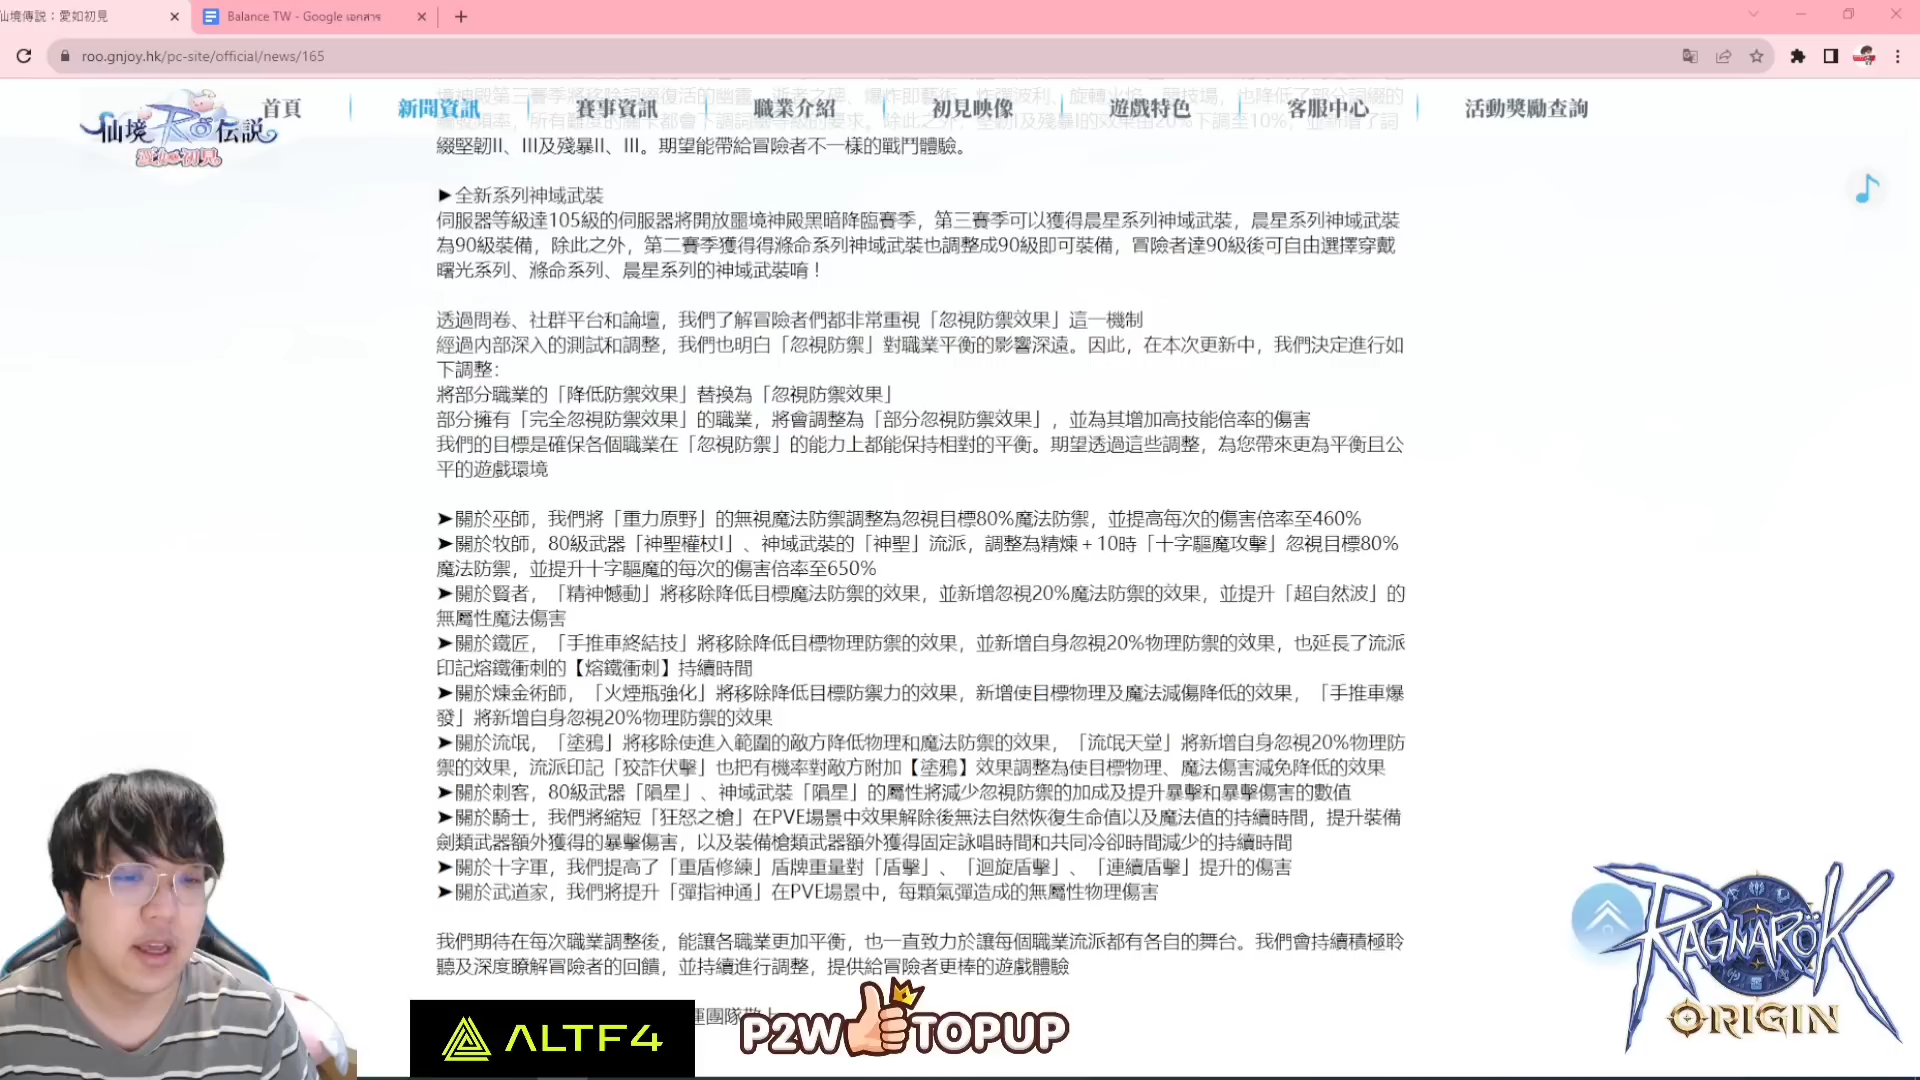 仙境傳說：愛如初見
Balance TW - Google เอกสาร
roo.gnjoy.hk/pc-site/official/news/165
仙境RO伝説
愛如初見
首頁
新聞資訊
賽事資訊
職業介紹
初見映像
遊戲特色
客服中心
活動獎勵查詢
綴堅韌II、III及殘暴II、III。期望能帶給冒險者不一樣的戰鬥體驗。
►全新系列神域武裝
伺服器等級達105級的伺服器將開放噩境神殿黑暗降臨賽季，第三賽季可以獲得晨星系列神域武裝，晨星系列神域武裝
為90級裝備，除此之外，第二賽季獲得得滌命系列神域武裝也調整成90級即可裝備，冒險者達90級後可自由選擇穿戴
曙光系列、滌命系列、晨星系列的神域武裝唷！
透過問卷、社群平台和論壇，我們了解冒險者們都非常重視「忽視防禦效果」這一機制
經過內部深入的測試和調整，我們也明白「忽視防禦」對職業平衡的影響深遠。因此，在本次更新中，我們決定進行如
下調整：
將部分職業的「降低防禦效果」替換為「忽視防禦效果」
部分擁有「完全忽視防禦效果」的職業，將會調整為「部分忽視防禦效果」，並為其增加高技能倍率的傷害
我們的目標是確保各個職業在「忽視防禦」的能力上都能保持相對的平衡。期望透過這些調整，為您帶來更為平衡且公
平的遊戲環境
➤關於巫師，我們將「重力原野」的無視魔法防禦調整為忽視目標80%魔法防禦，並提高每次的傷害倍率至460%
➤關於牧師，80級武器「神聖權杖I」、神域武裝的「神聖」流派，調整為精煉＋10時「十字驅魔攻擊」忽視目標80%
魔法防禦，並提升十字驅魔的每次的傷害倍率至650%
➤關於賢者，「精神憾動」將移除降低目標魔法防禦的效果，並新增忽視20%魔法防禦的效果，並提升「超自然波」的
無屬性魔法傷害
➤關於鐵匠，「手推車終結技」將移除降低目標物理防禦的效果，並新增自身忽視20%物理防禦的效果，也延長了流派
印記熔鐵衝刺的【熔鐵衝刺】持續時間
➤關於煉金術師，「火煙瓶強化」將移除降低目標防禦力的效果，新增使目標物理及魔法減傷降低的效果，「手推車爆
發」將新增自身忽視20%物理防禦的效果
➤關於流氓，「塗鴉」將移除使進入範圍的敵方降低物理和魔法防禦的效果，「流氓天堂」將新增自身忽視20%物理防
禦的效果，流派印記「狡詐伏擊」也把有機率對敵方附加【塗鴉】效果調整為使目標物理、魔法傷害減免降低的效果
➤關於刺客，80級武器「隕星」、神域武裝「隕星」的屬性將減少忽視防禦的加成及提升暴擊和暴擊傷害的數值
➤關於騎士，我們將縮短「狂怒之槍」在PVE場景中效果解除後無法自然恢復生命值以及魔法值的持續時間，提升裝備
劍類武器額外獲得的暴擊傷害，以及裝備槍類武器額外獲得固定詠唱時間和共同冷卻時間減少的持續時間
➤關於十字軍，我們提高了「重盾修練」盾牌重量對「盾擊」、「迴旋盾擊」、「連續盾擊」提升的傷害
➤關於武道家，我們將提升「彈指神通」在PVE場景中，每顆氣彈造成的無屬性物理傷害
我們期待在每次職業調整後，能讓各職業更加平衡，也一直致力於讓每個職業流派都有各自的舞台。我們會持續積極聆
聽及深度瞭解冒險者的回饋，並持續進行調整，提供給冒險者更棒的遊戲體驗
ALTF4
P2W TOPUP
RAGNAROK
ORIGIN